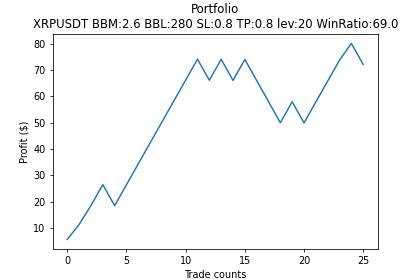 Portfolio
XRPUSDT BBM:2.6 BBL:280 SL:0.8 TP:0.8 lev:20 WinRatio:69.0
80
70
60
50
40
30
20
10
Profit ($)
0 5 10 15 20 25
Trade counts